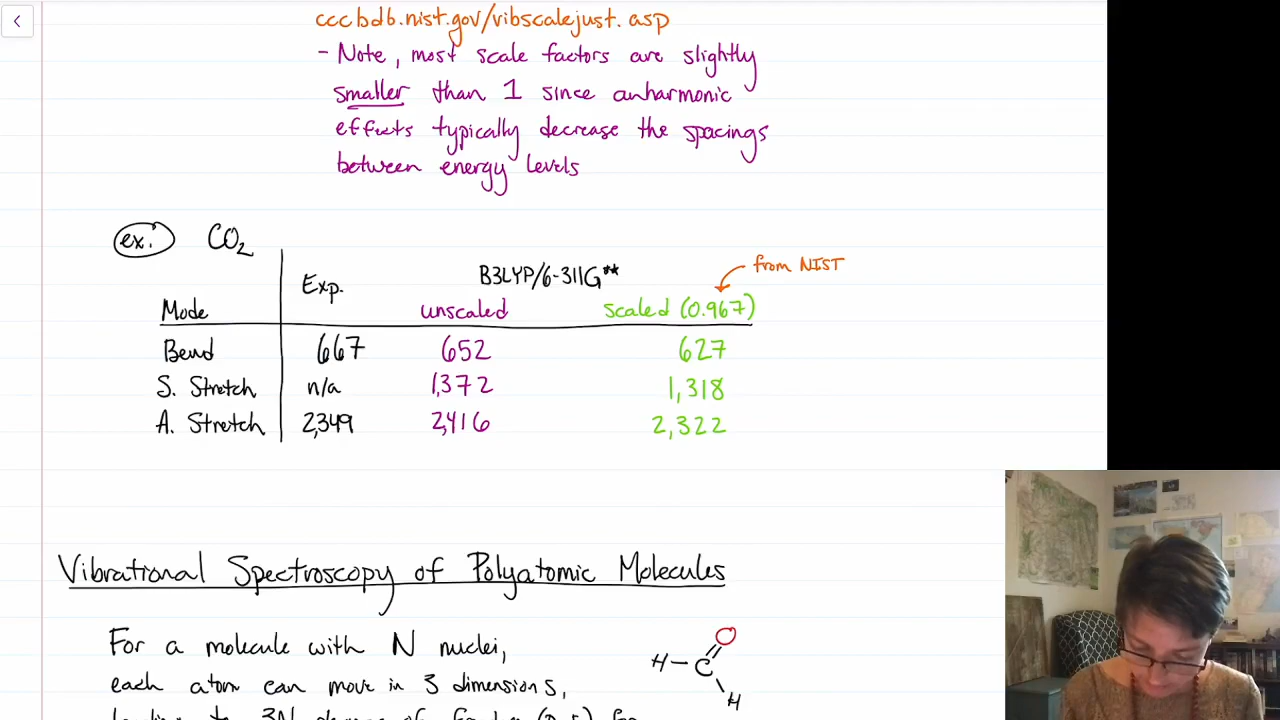 cccbdb.nist.gov/vibscalejust.asp
- Note, most scale factors are slightly
smaller than 1 since anharmonic
effects typically decrease the spacings
between energy levels
ex: CO2
Exp. B3LYP/6-311G** from NIST
Mode unscaled scaled (0.967)
Bend 667 652 627
S. Stretch n/a 1,372 1,318
A. Stretch 2,349 2,416 2,322
Vibrational Spectroscopy of Polyatomic Molecules
For a molecule with N nuclei,
each atom can move in 3 dimensions,
O
H-C
H